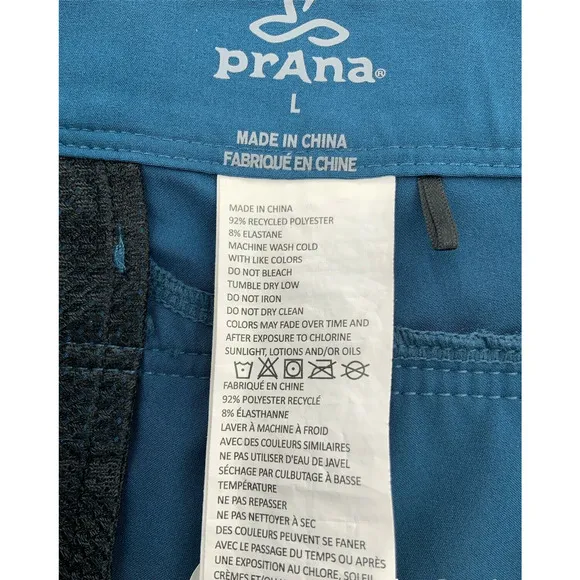 prAna®
L
MADE IN CHINA
FABRIQUÉ EN CHINE
MADE IN CHINA
92% RECYCLED POLYESTER
8% ELASTANE
MACHINE WASH COLD
WITH LIKE COLORS
DO NOT BLEACH
TUMBLE DRY LOW
DO NOT IRON
DO NOT DRY CLEAN
COLORS MAY FADE OVER TIME AND
AFTER EXPOSURE TO CHLORINE
SUNLIGHT, LOTIONS AND/OR OILS
FABRIQUÉ EN CHINE
92% POLYESTER RECYCLÉ
8% ÉLASTHANNE
LAVER À MACHINE À FROID
AVEC DES COULEURS SIMILAIRES
NE PAS UTILISER D'EAU DE JAVEL
SÉCHAGE PAR CULBUTAGE À BASSE
TEMPÉRATURE
NE PAS REPASSER
NE PAS NETTOYER À SEC
DES COULEURS PEUVENT SE FANER
AVEC LE PASSAGE DU TEMPS OU APRÈS
UNE EXPOSITION AU CHLORE, SOLEIL
CRÈMES ET/OU